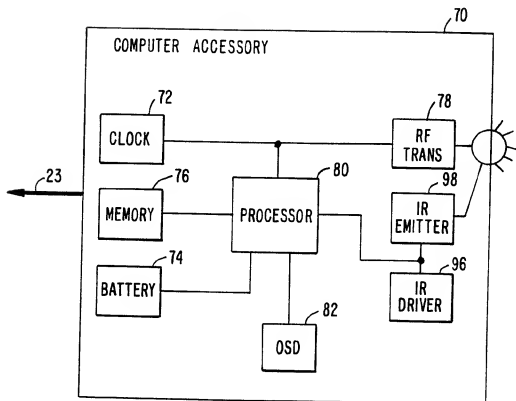 70
COMPUTER ACCESSORY
72
CLOCK
78
RF
TRANS
23
76
MEMORY
80
PROCESSOR
98
IR
EMITTER
74
BATTERY
96
IR
DRIVER
82
OSD